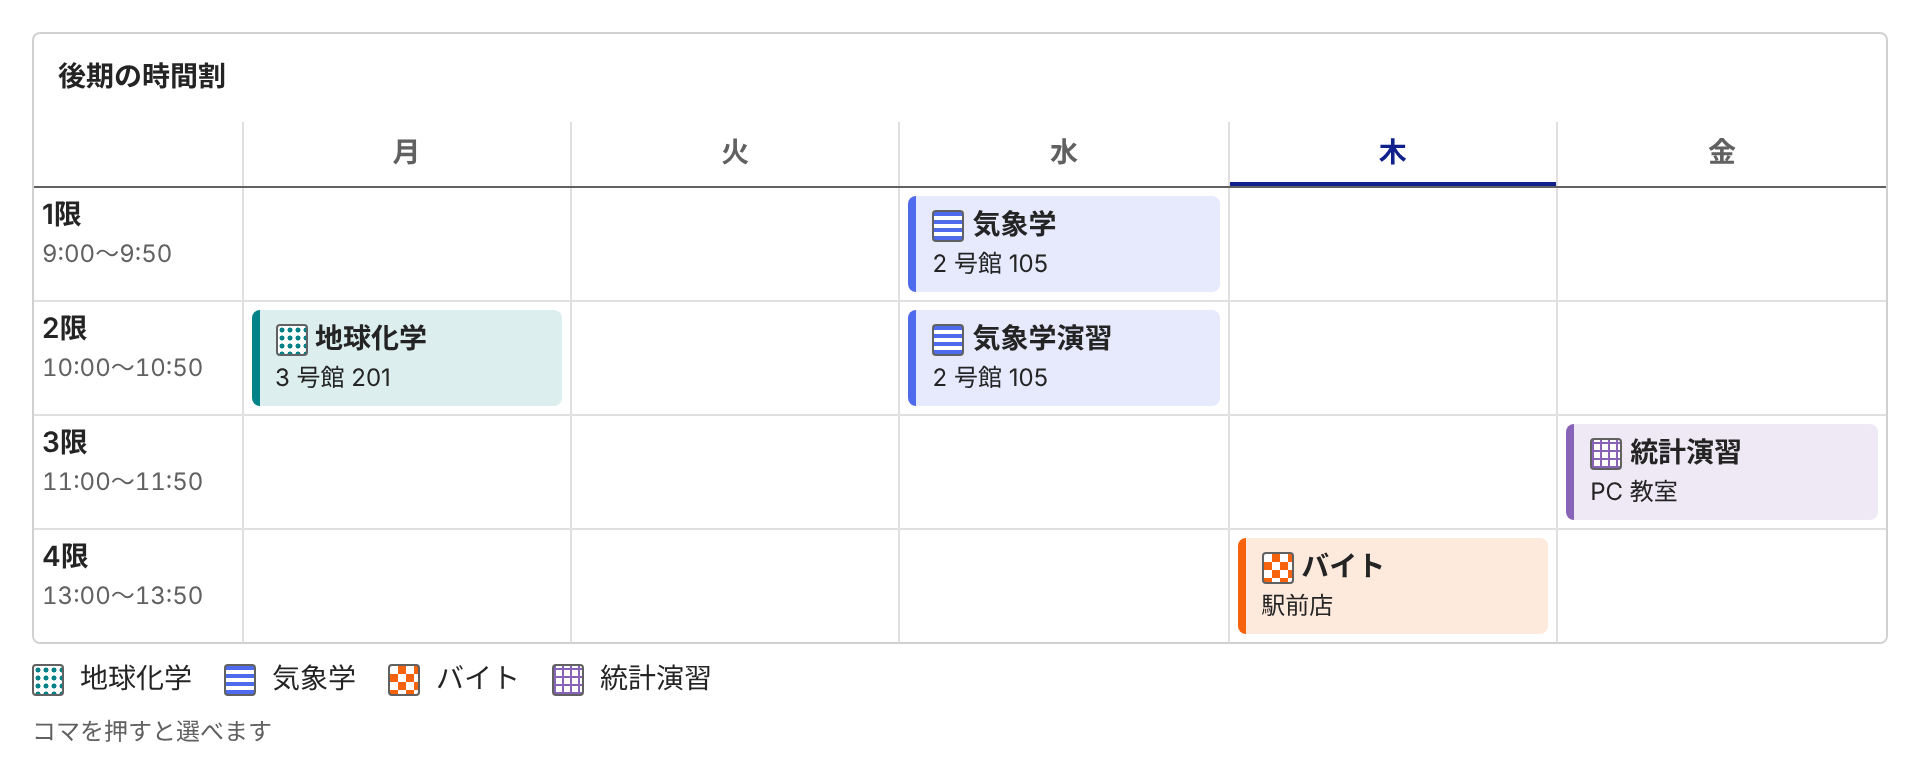 後期の時間割
月 火 水 木 金
1限
9:00〜9:50
気象学
2 号館 105
2限
10:00〜10:50
地球化学
3 号館 201
気象学演習
2 号館 105
3限
11:00〜11:50
統計演習
PC 教室
4限
13:00〜13:50
バイト
駅前店
地球化学 気象学 バイト 統計演習
コマを押すと選べます